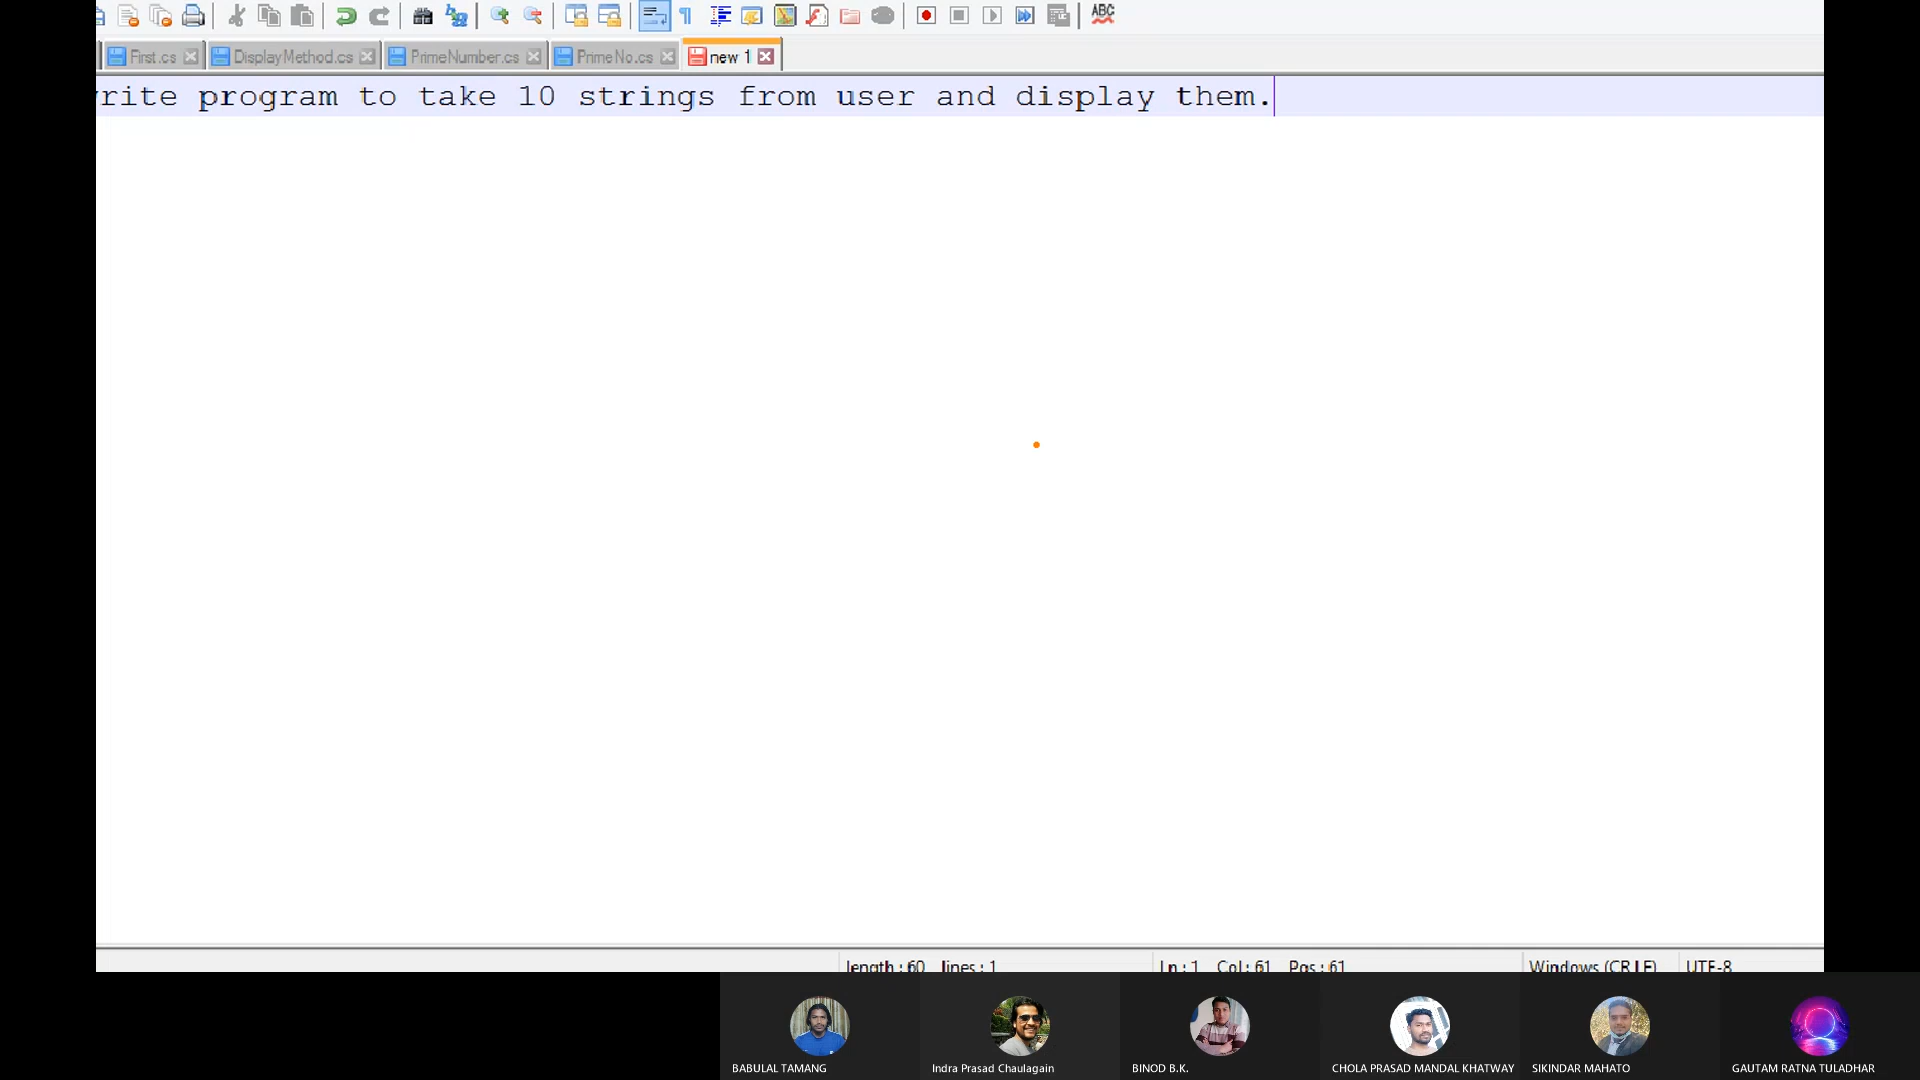 ABC
First.cs DisplayMethod.cs PrimeNumber.cs PrimeNo.cs new 1
rite program to take 10 strings from user and display them.
length : 60 lines : 1 Ln : 1 Col : 61 Pos : 61 Windows (CR LF) UTF-8
BABULAL TAMANG Indra Prasad Chaulagain BINOD B.K. CHOLA PRASAD MANDAL KHATWAY SIKINDAR MAHATO GAUTAM RATNA TULADHAR